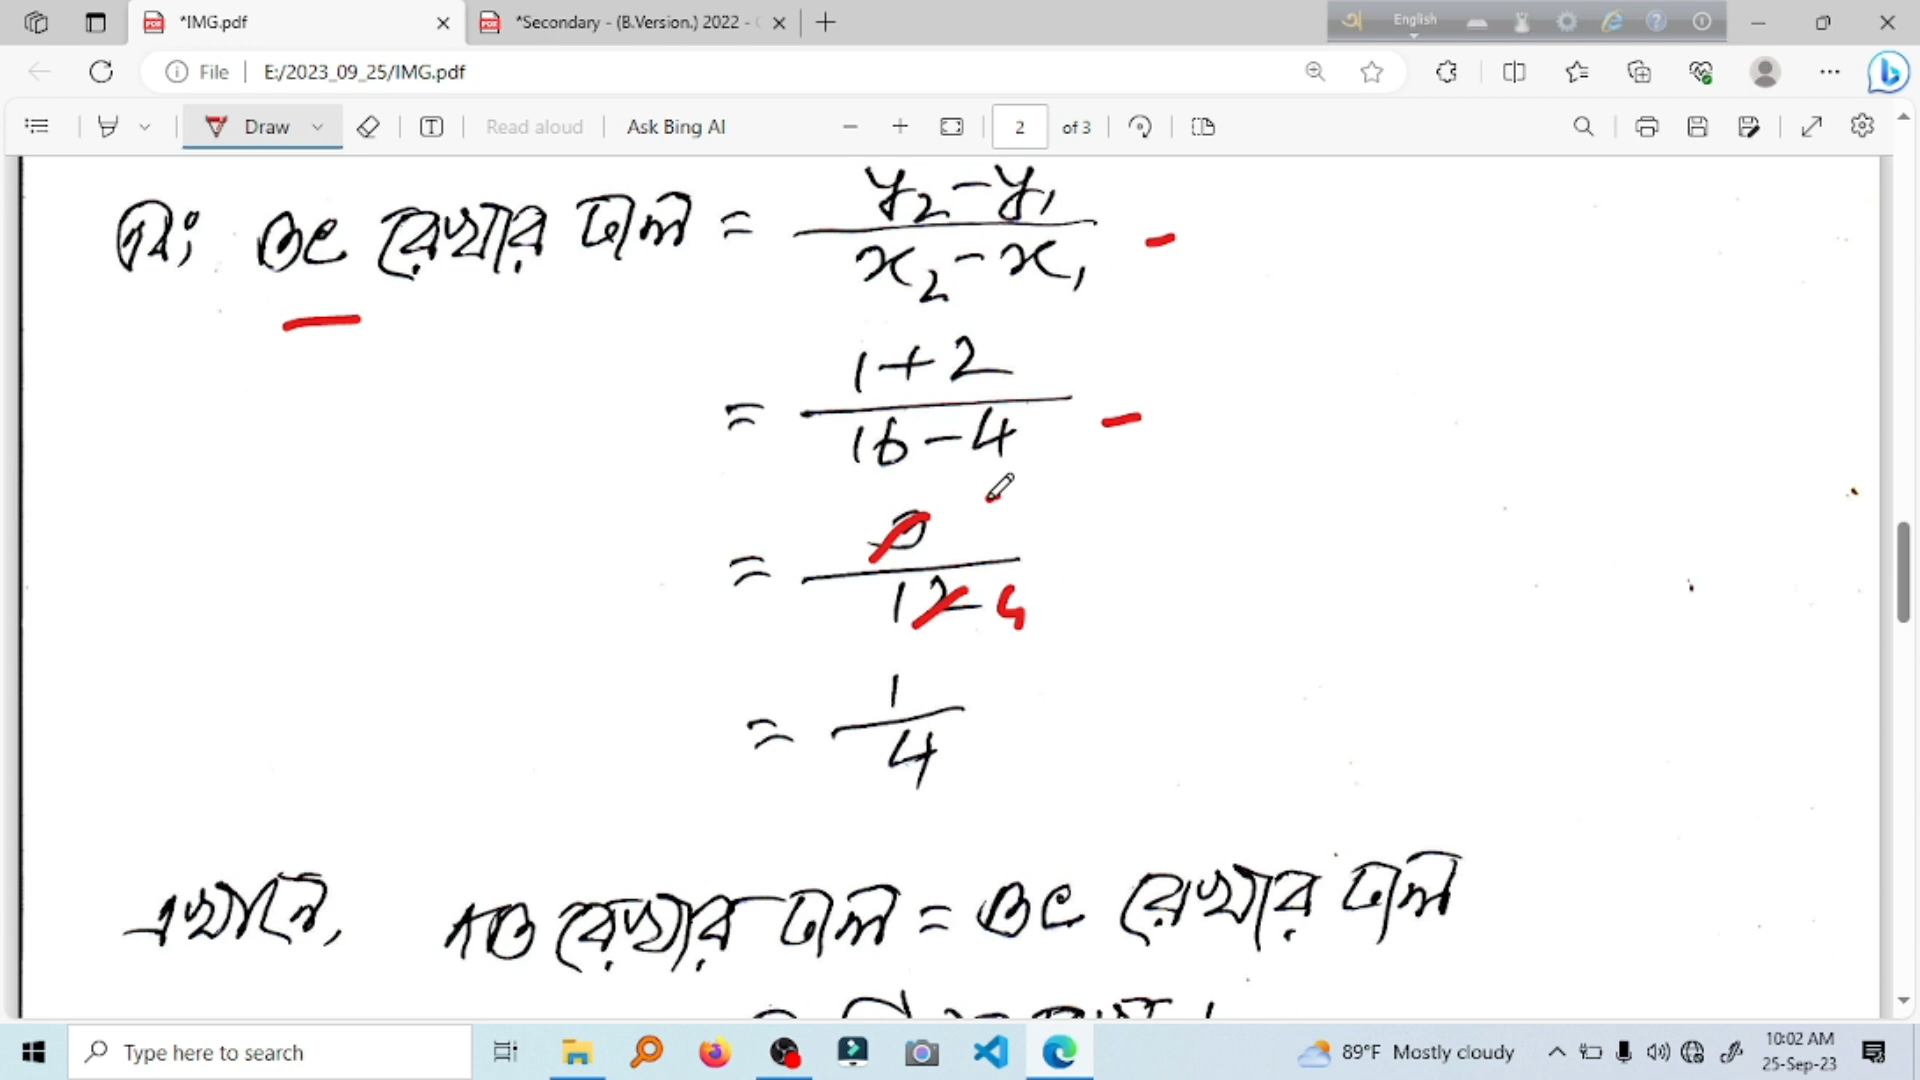 *IMG.pdf
*Secondary - (B.Version.) 2022 -
English
File
E:/2023_09_25/IMG.pdf
Draw
Read aloud
Ask Bing AI
2 of 3
BC রেখার ঢাল = (y₂ - y₁) / (x₂ - x₁)
= (1 + 2) / (16 - 4)
= 3 / 12 4
= 1 / 4
এখানে, AB রেখার ঢাল = BC রেখার ঢাল
Type here to search
89°F Mostly cloudy
10:02 AM
25-Sep-23